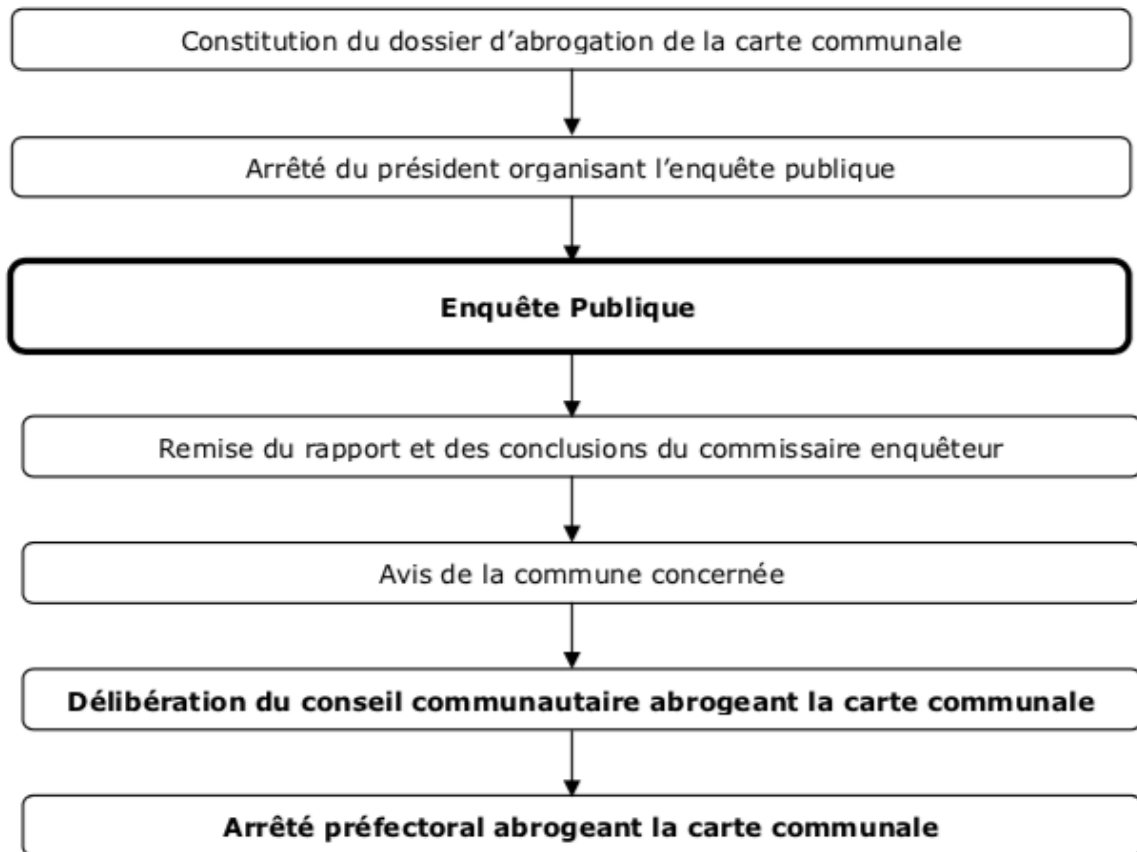 Constitution du dossier d’abrogation de la carte communale
Arrêté du président organisant l’enquête publique
Enquête Publique
Remise du rapport et des conclusions du commissaire enquêteur
Avis de la commune concernée
Délibération du conseil communautaire abrogeant la carte communale
Arrêté préfectoral abrogeant la carte communale